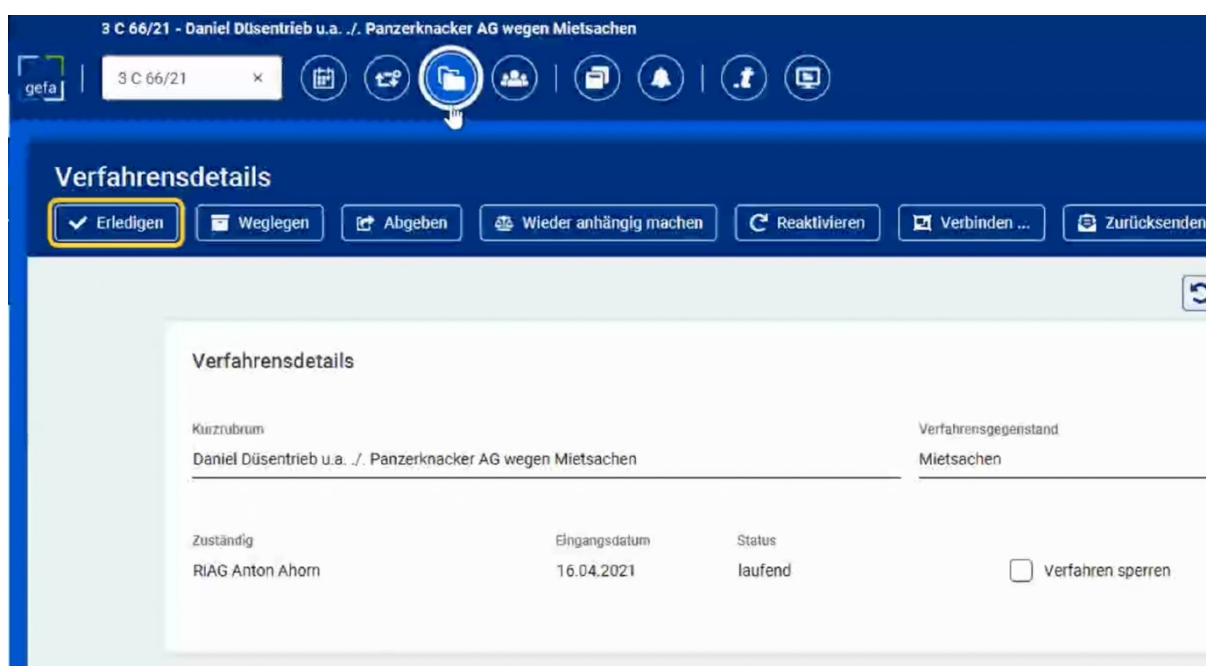 3 C 66/21 - Daniel Düsentrieb u.a. ./. Panzerknacker AG wegen Mietsachen
gefa 3 C 66/21 ×
Verfahrensdetails
Erledigen Weglegen Abgeben Wieder anhängig machen Reaktivieren Verbinden ... Zurücksenden
Verfahrensdetails
Kurzrubrum Verfahrensgegenstand
Daniel Düsentrieb u.a. ./. Panzerknacker AG wegen Mietsachen Mietsachen
Zuständig Eingangsdatum Status
RiAG Anton Ahorn 16.04.2021 laufend Verfahren sperren